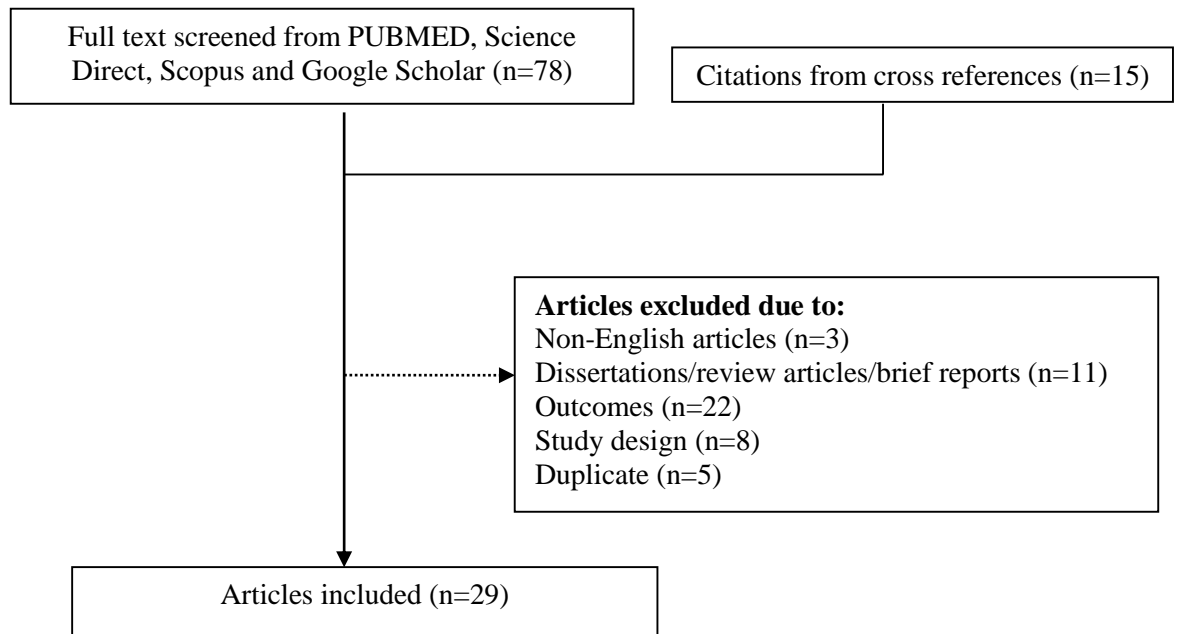 Full text screened from PUBMED, Science
Direct, Scopus and Google Scholar (n=78)
Citations from cross references (n=15)
Articles excluded due to:
Non-English articles (n=3)
Dissertations/review articles/brief reports (n=11)
Outcomes (n=22)
Study design (n=8)
Duplicate (n=5)
Articles included (n=29)